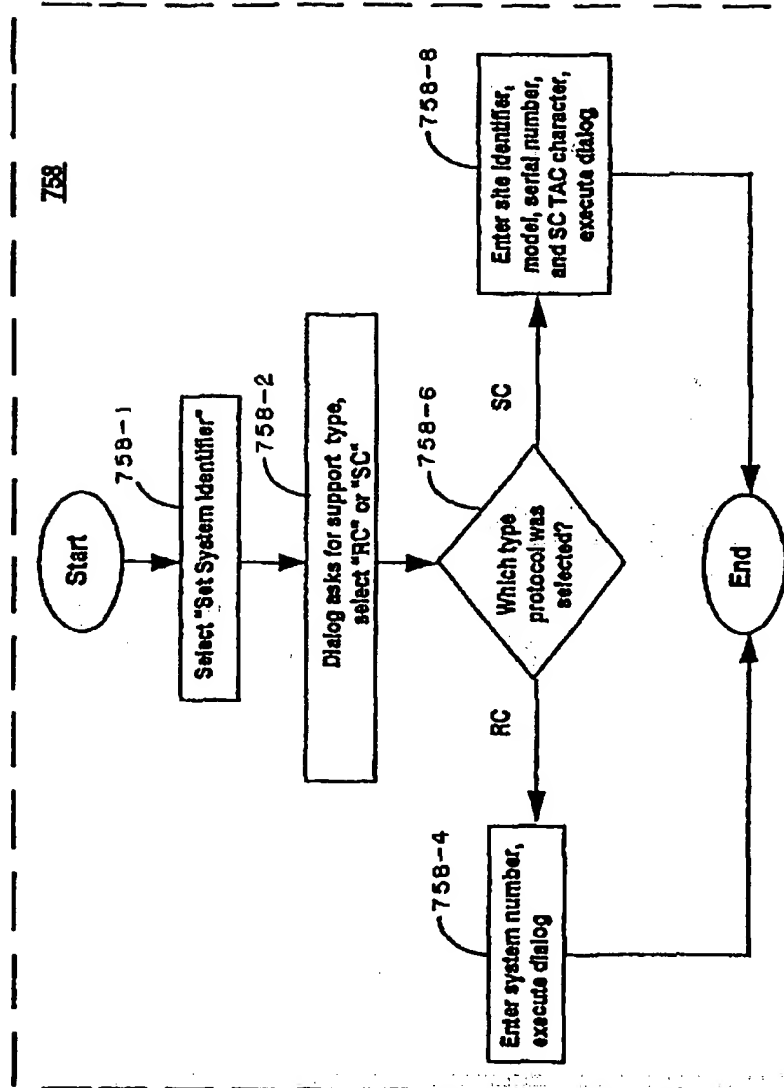 758
Start
758-1
Select "Set System Identifier"
758-2
Dialog asks for support type,
select "RC" or "SC"
758-6
Which type
protocol was
selected?
RC
SC
758-4
Enter system number,
execute dialog
758-8
Enter site identifier,
model, serial number,
and SC TAC character,
execute dialog
End